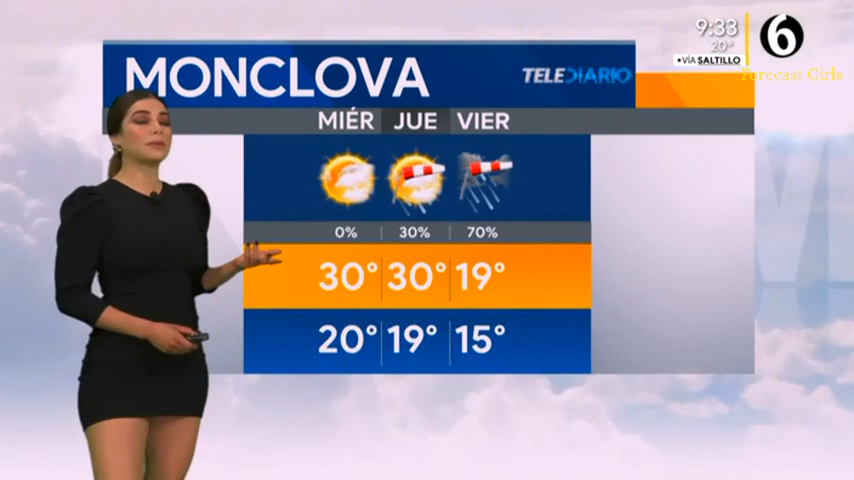 9:33
20°
•VÍA SALTILLO
6
Forecast Girls
MONCLOVA
TELEDIARIO
MIÉR JUE VIER
0% 30% 70%
30° 30° 19°
20° 19° 15°